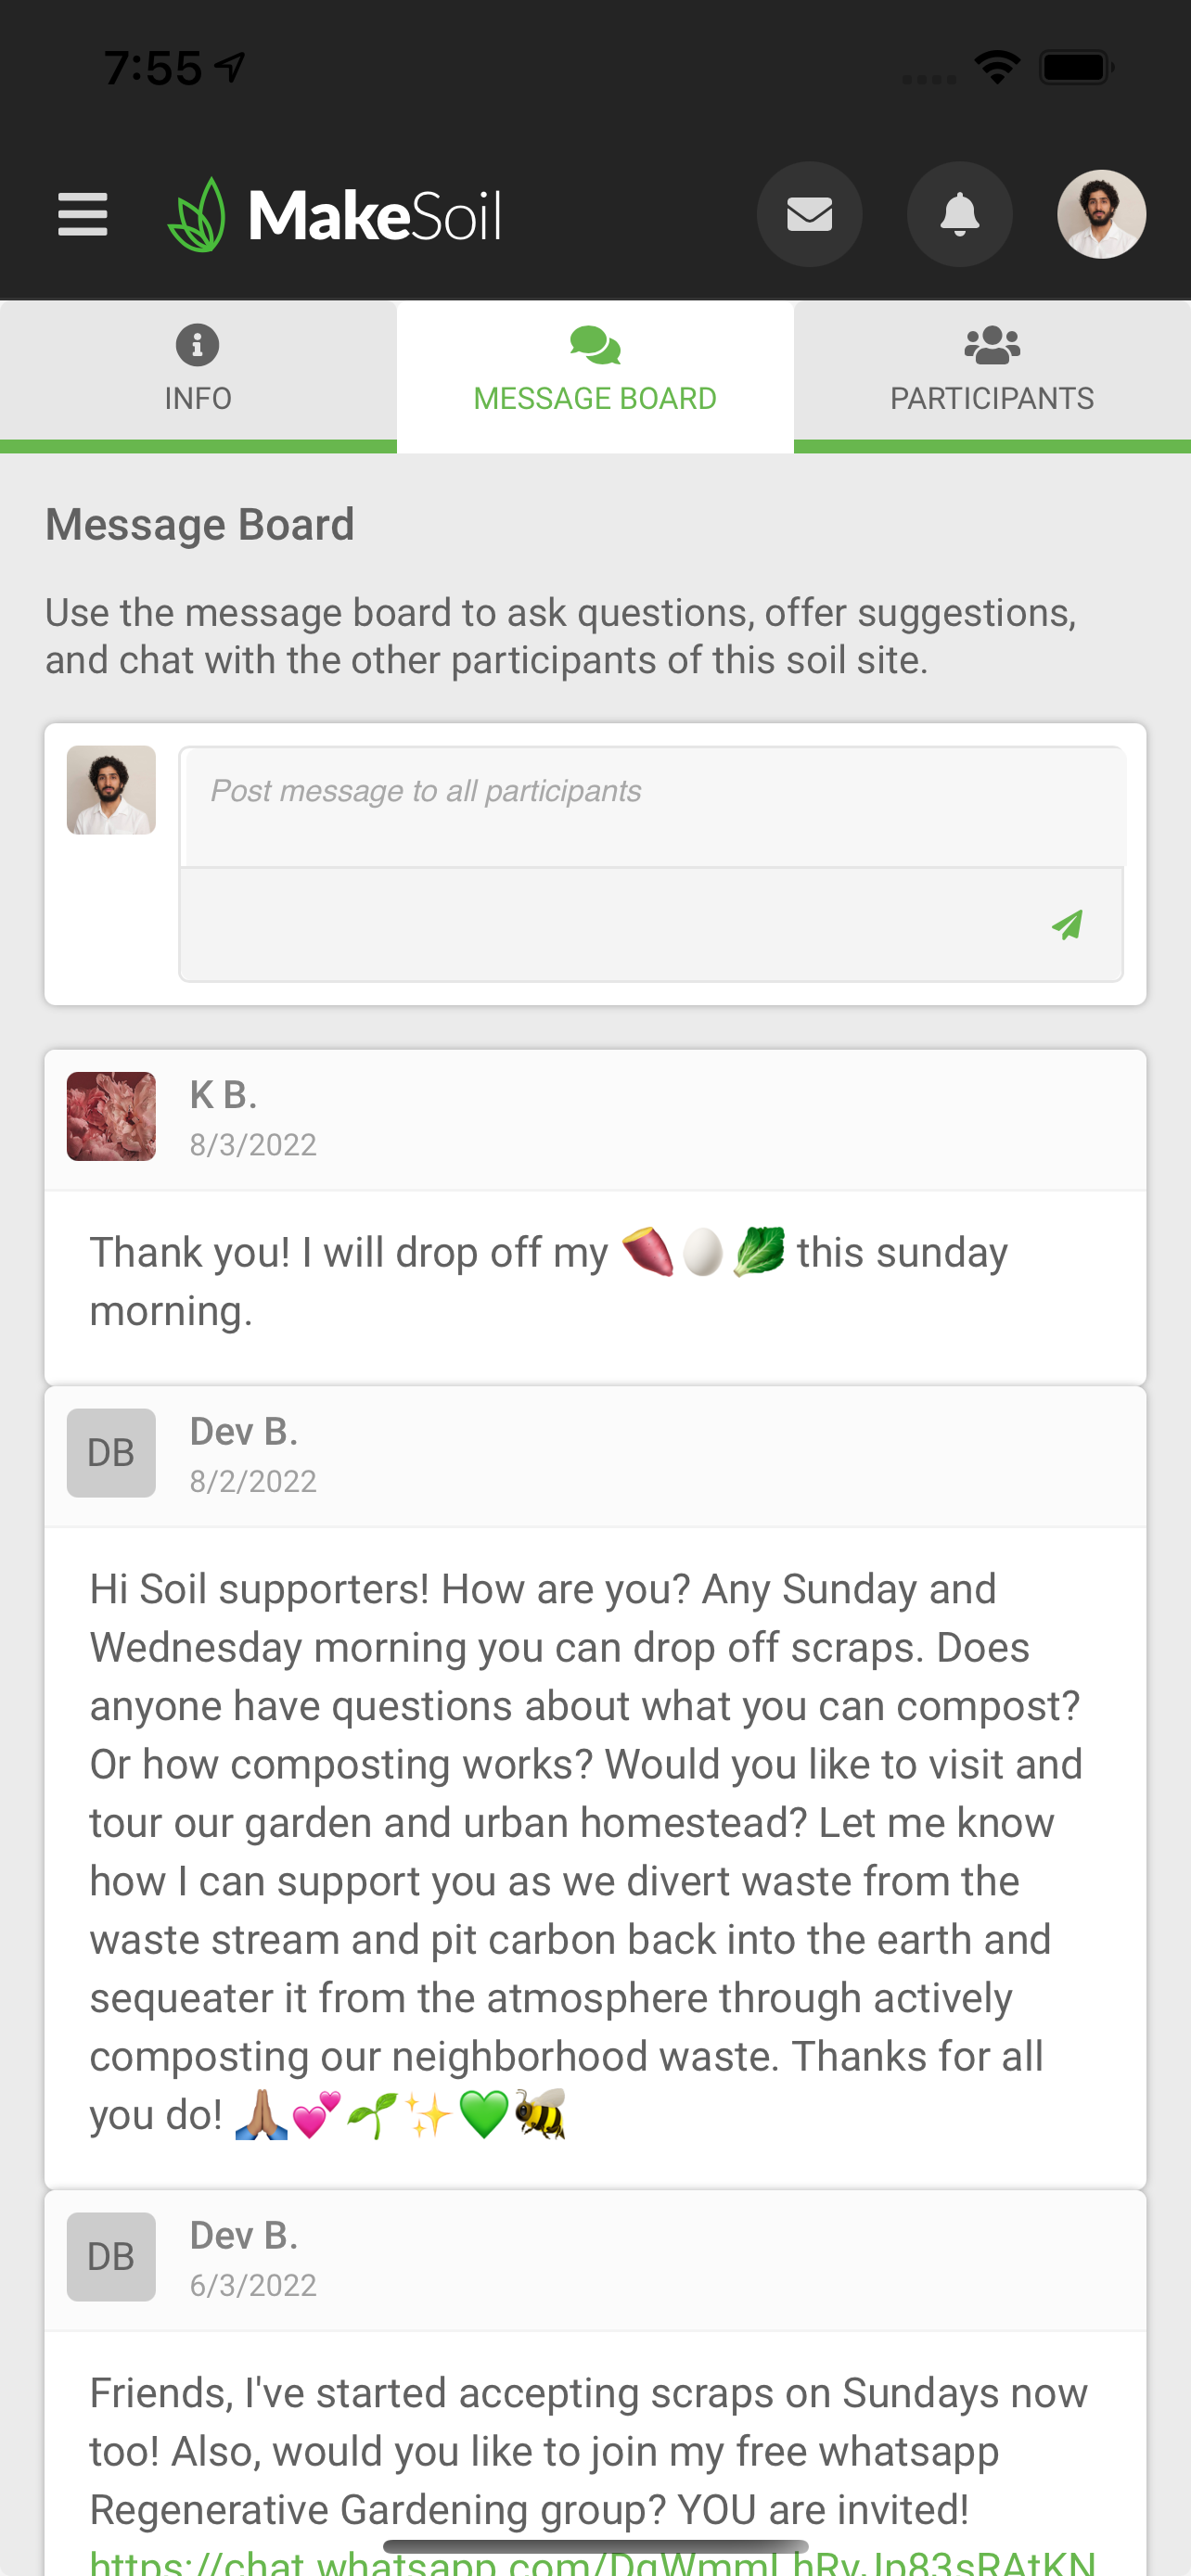 7:55
MakeSoil
INFO
MESSAGE BOARD
PARTICIPANTS
Message Board
Use the message board to ask questions, offer suggestions,
and chat with the other participants of this soil site.
Post message to all participants
K B.
8/3/2022
Thank you! I will drop off my 🍠🥚🥬 this sunday
morning.
DB
Dev B.
8/2/2022
Hi Soil supporters! How are you? Any Sunday and
Wednesday morning you can drop off scraps. Does
anyone have questions about what you can compost?
Or how composting works? Would you like to visit and
tour our garden and urban homestead? Let me know
how I can support you as we divert waste from the
waste stream and pit carbon back into the earth and
sequeater it from the atmosphere through actively
composting our neighborhood waste. Thanks for all
you do! 🙏🏽💕🌱✨💚🐝
DB
Dev B.
6/3/2022
Friends, I've started accepting scraps on Sundays now
too! Also, would you like to join my free whatsapp
Regenerative Gardening group? YOU are invited!